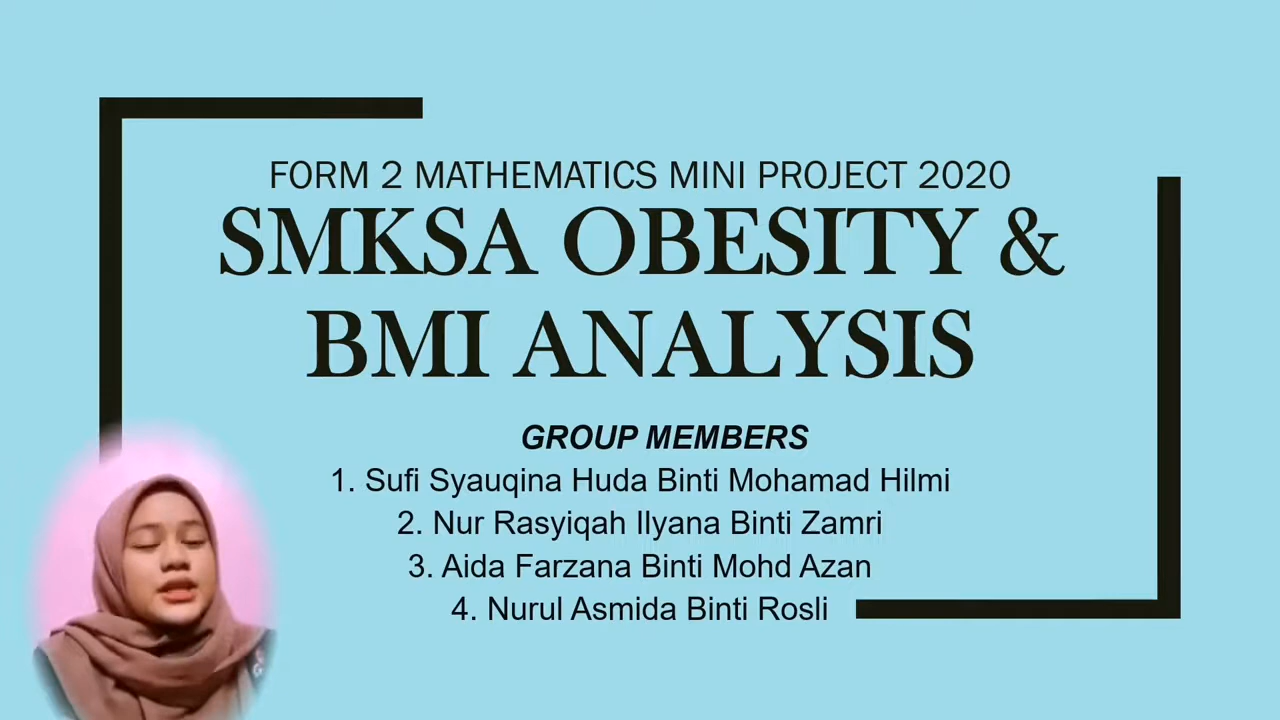 FORM 2 MATHEMATICS MINI PROJECT 2020
SMKSA OBESITY &
BMI ANALYSIS
GROUP MEMBERS
1. Sufi Syauqina Huda Binti Mohamad Hilmi
2. Nur Rasyiqah Ilyana Binti Zamri
3. Aida Farzana Binti Mohd Azan
4. Nurul Asmida Binti Rosli